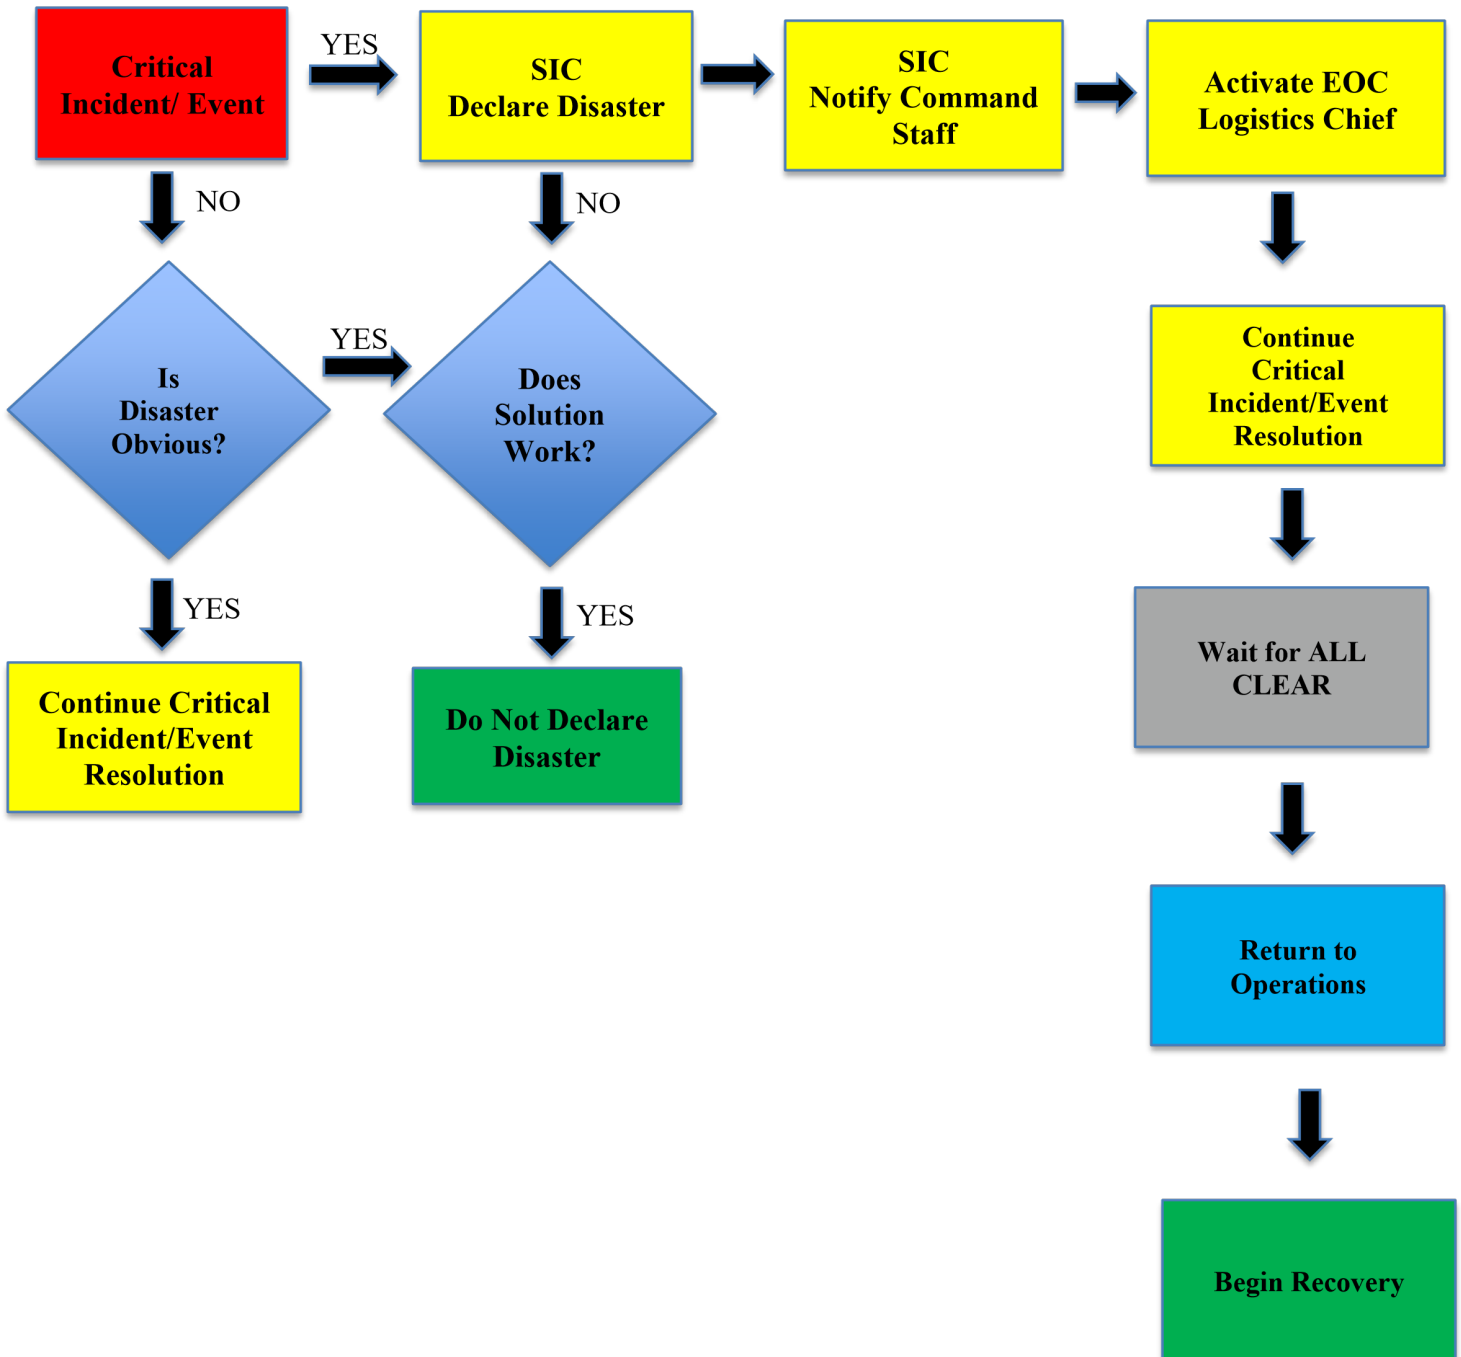 Critical
Incident/ Event
YES
SIC
Declare Disaster
SIC
Notify Command
Staff
Activate EOC
Logistics Chief
NO
NO
Is
Disaster
Obvious?
YES
Does
Solution
Work?
Continue
Critical
Incident/Event
Resolution
YES
YES
Continue Critical
Incident/Event
Resolution
Do Not Declare
Disaster
Wait for ALL
CLEAR
Return to
Operations
Begin Recovery